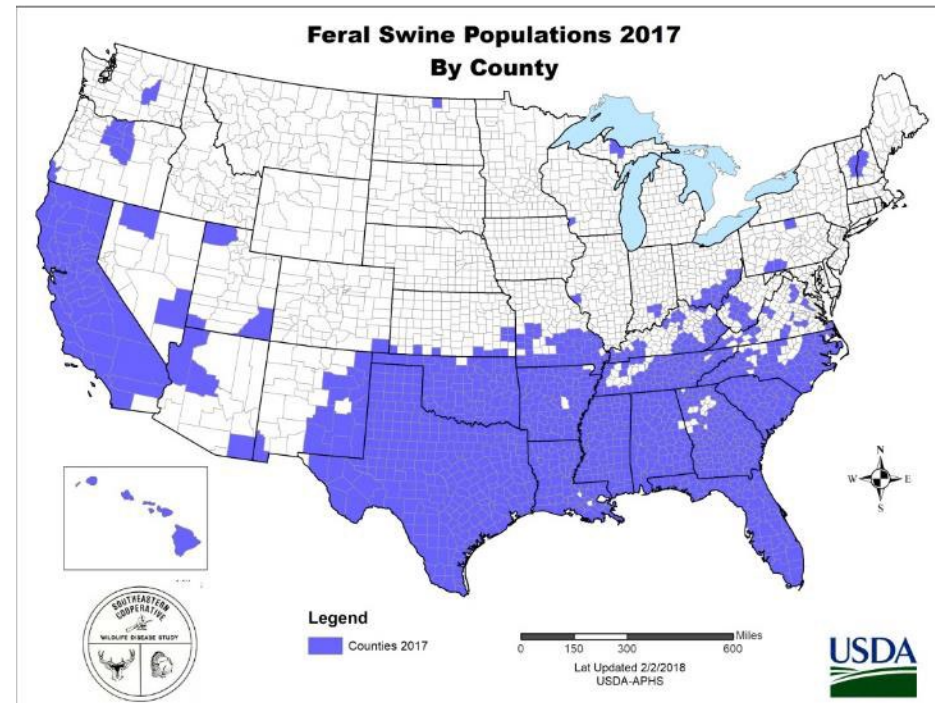 Feral Swine Populations 2017
By County
N
W E
S
SOUTHEASTERN
COOPERATIVE
WILDLIFE DISEASE STUDY
Legend
Counties 2017
Miles
0 150 300 600
Lat Updated 2/2/2018
USDA-APHS
USDA